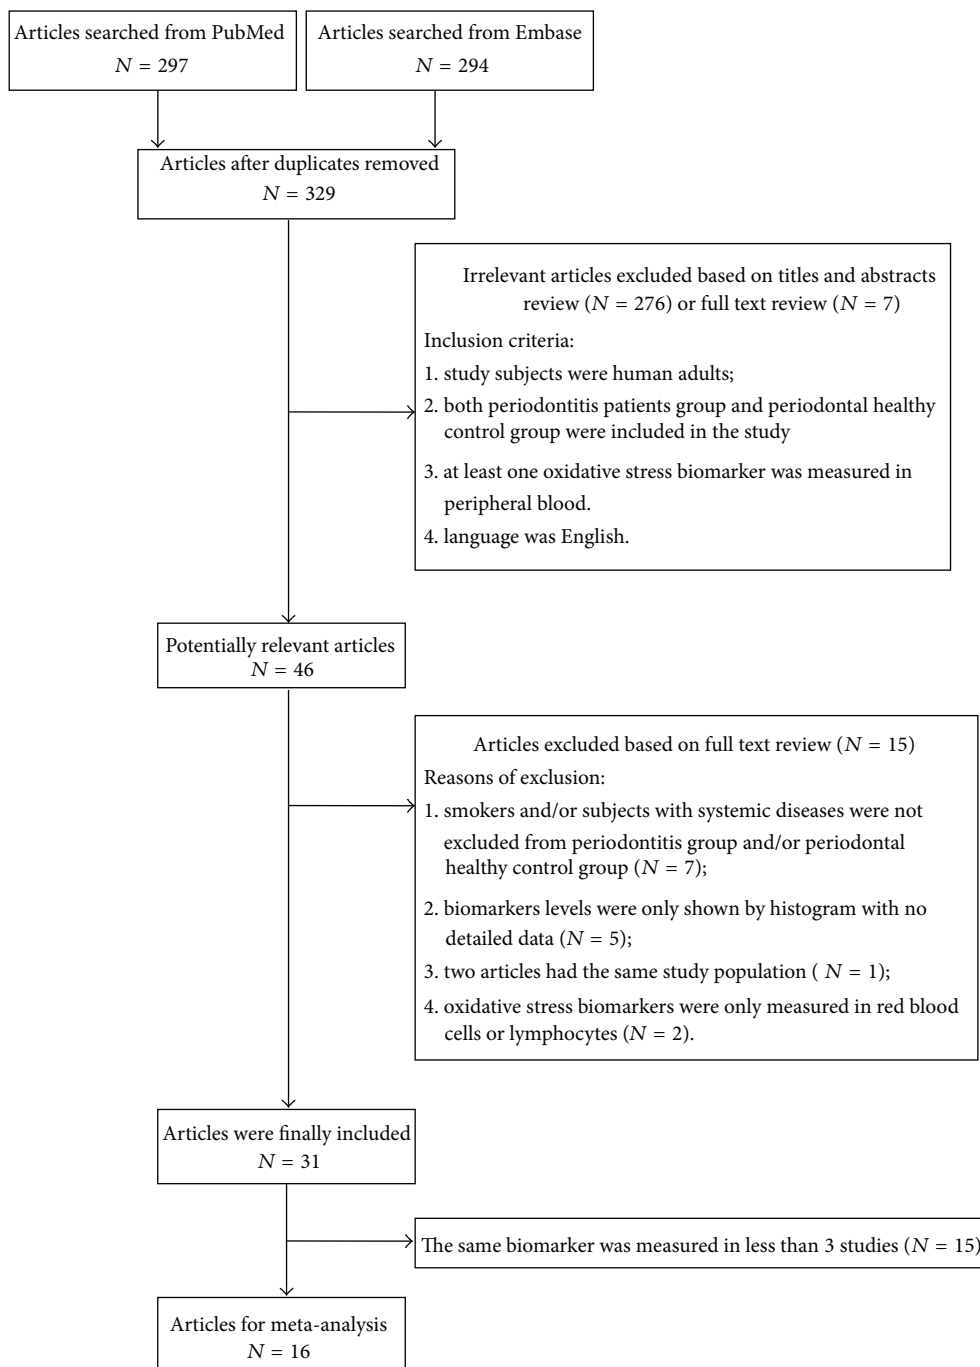 Articles searched from PubMed
N = 297
Articles searched from Embase
N = 294
Articles after duplicates removed
N = 329
Irrelevant articles excluded based on titles and abstracts
review (N = 276) or full text review (N = 7)
Inclusion criteria:
1. study subjects were human adults;
2. both periodontitis patients group and periodontal healthy
control group were included in the study
3. at least one oxidative stress biomarker was measured in
peripheral blood.
4. language was English.
Potentially relevant articles
N = 46
Articles excluded based on full text review (N = 15)
Reasons of exclusion:
1. smokers and/or subjects with systemic diseases were not
excluded from periodontitis group and/or periodontal
healthy control group (N = 7);
2. biomarkers levels were only shown by histogram with no
detailed data (N = 5);
3. two articles had the same study population ( N = 1);
4. oxidative stress biomarkers were only measured in red blood
cells or lymphocytes (N = 2).
Articles were finally included
N = 31
The same biomarker was measured in less than 3 studies (N = 15)
Articles for meta-analysis
N = 16